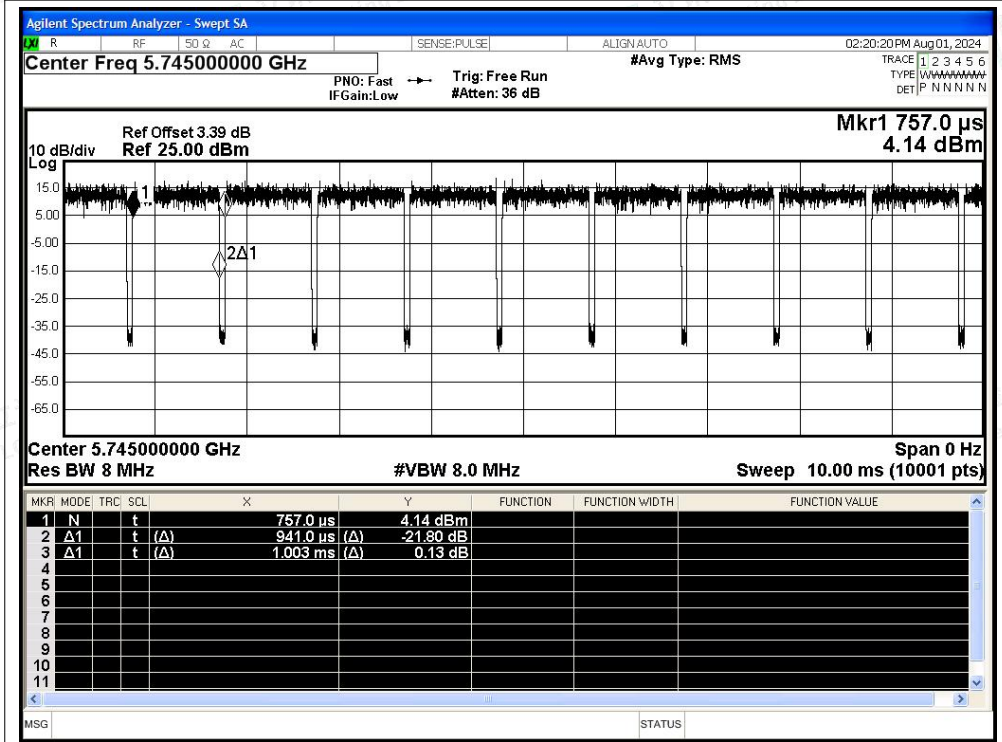 Agilent Spectrum Analyzer - Swept SA
LXI R RF 50 Ω AC SENSE:PULSE ALIGN AUTO 02:20:20 PM Aug 01, 2024
Center Freq 5.745000000 GHz #Avg Type: RMS TRACE 1 2 3 4 5 6
PNO: Fast Trig: Free Run TYPE
IFGain:Low #Atten: 36 dB DET P N N N N N
Mkr1 757.0 µs
Ref Offset 3.39 dB
10 dB/div Ref 25.00 dBm 4.14 dBm
Log
15.0
1
5.00
-5.00
2Δ1
-15.0
-25.0
-35.0
-45.0
-55.0
-65.0
Center 5.745000000 GHz Span 0 Hz
Res BW 8 MHz #VBW 8.0 MHz Sweep 10.00 ms (10001 pts)
MKR MODE TRC SCL X Y FUNCTION FUNCTION WIDTH FUNCTION VALUE
1 N t 757.0 µs 4.14 dBm
2 Δ1 t (Δ) 941.0 µs (Δ) -21.80 dB
3 Δ1 t (Δ) 1.003 ms (Δ) 0.13 dB
4
5
6
7
8
9
10
11
MSG STATUS